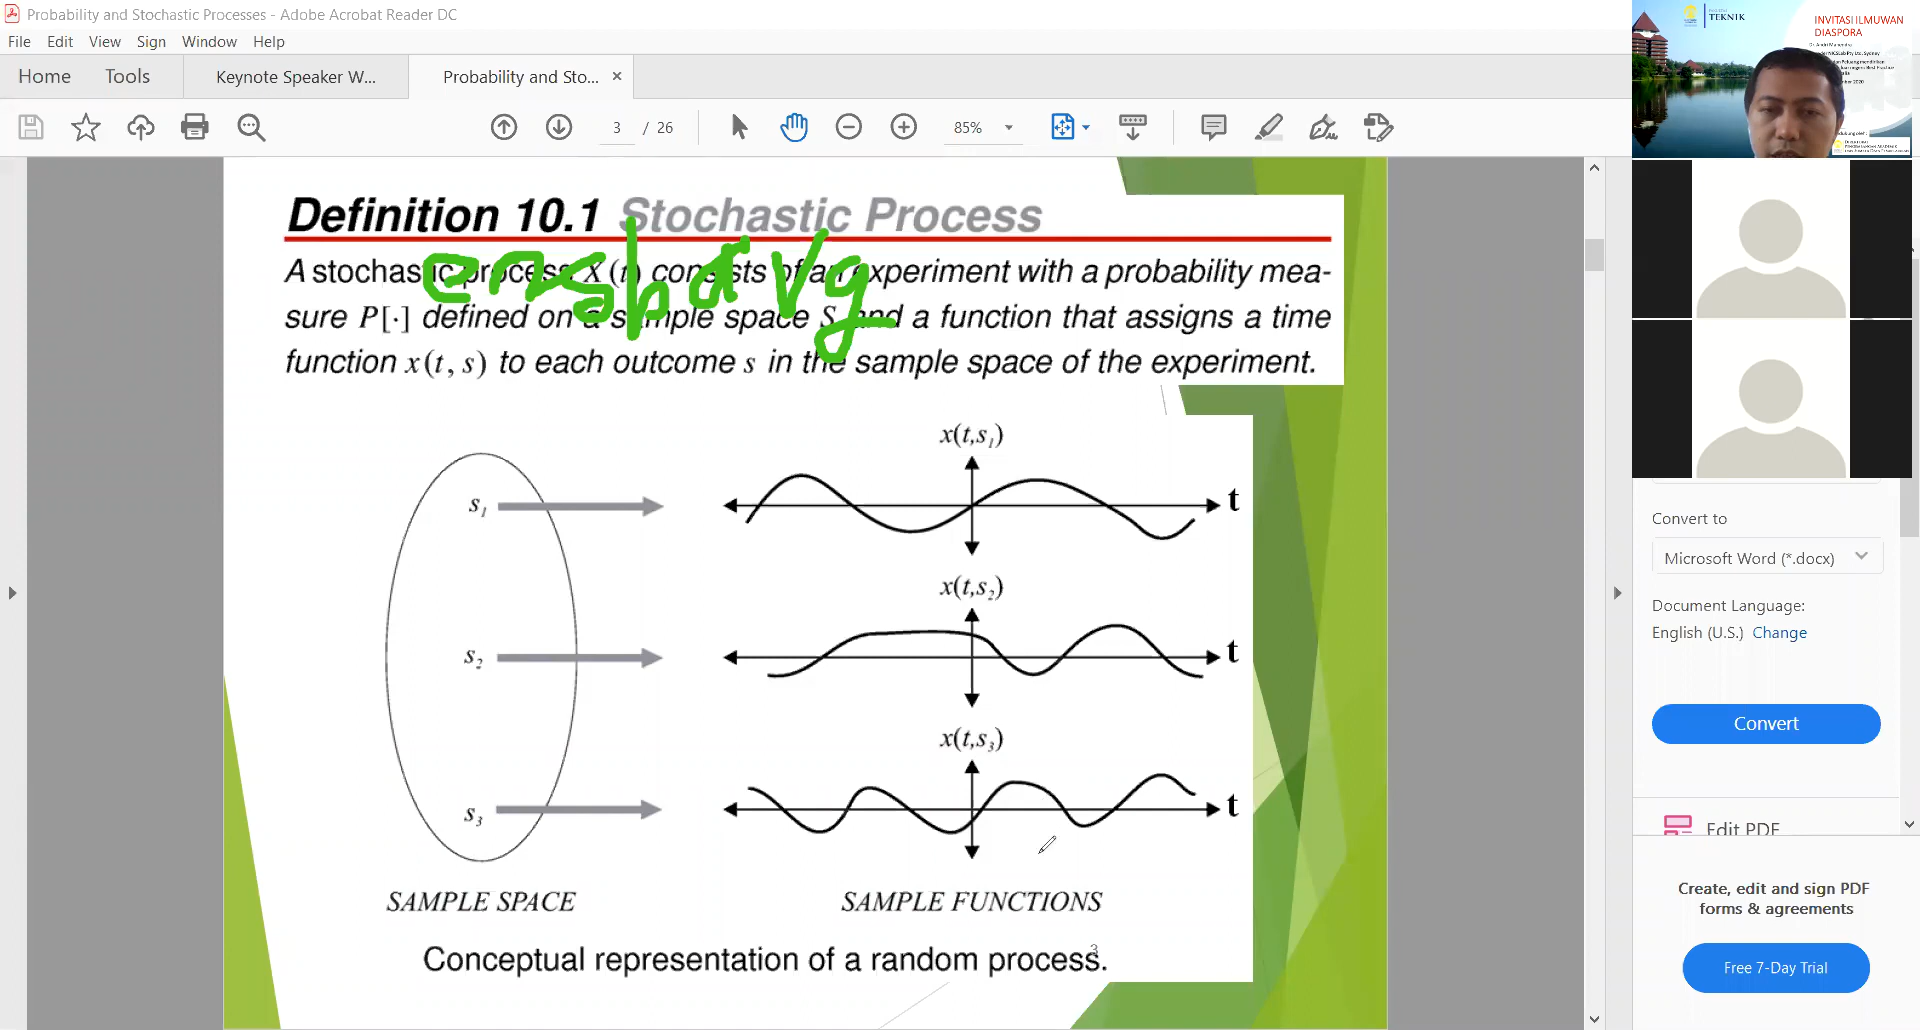 Probability and Stochastic Processes - Adobe Acrobat Reader DC
File Edit View Sign Window Help
Home Tools Keynote Speaker W... Probability and Sto... ×
3 / 26 85%
Definition 10.1 Stochastic Process
A stochastic process X(t) consists of an experiment with a probability mea-
sure P[·] defined on a sample space S and a function that assigns a time
function x(t, s) to each outcome s in the sample space of the experiment.
x(t,s₁)
s₁ t
x(t,s₂)
s₂ t
x(t,s₃)
s₃ t
SAMPLE SPACE SAMPLE FUNCTIONS
Conceptual representation of a random process.
3
TEKNIK
INVITASI ILMUWAN
DIASPORA
Convert to
Microsoft Word (*.docx)
Document Language:
English (U.S.) Change
Convert
Edit PDF
Create, edit and sign PDF
forms & agreements
Free 7-Day Trial